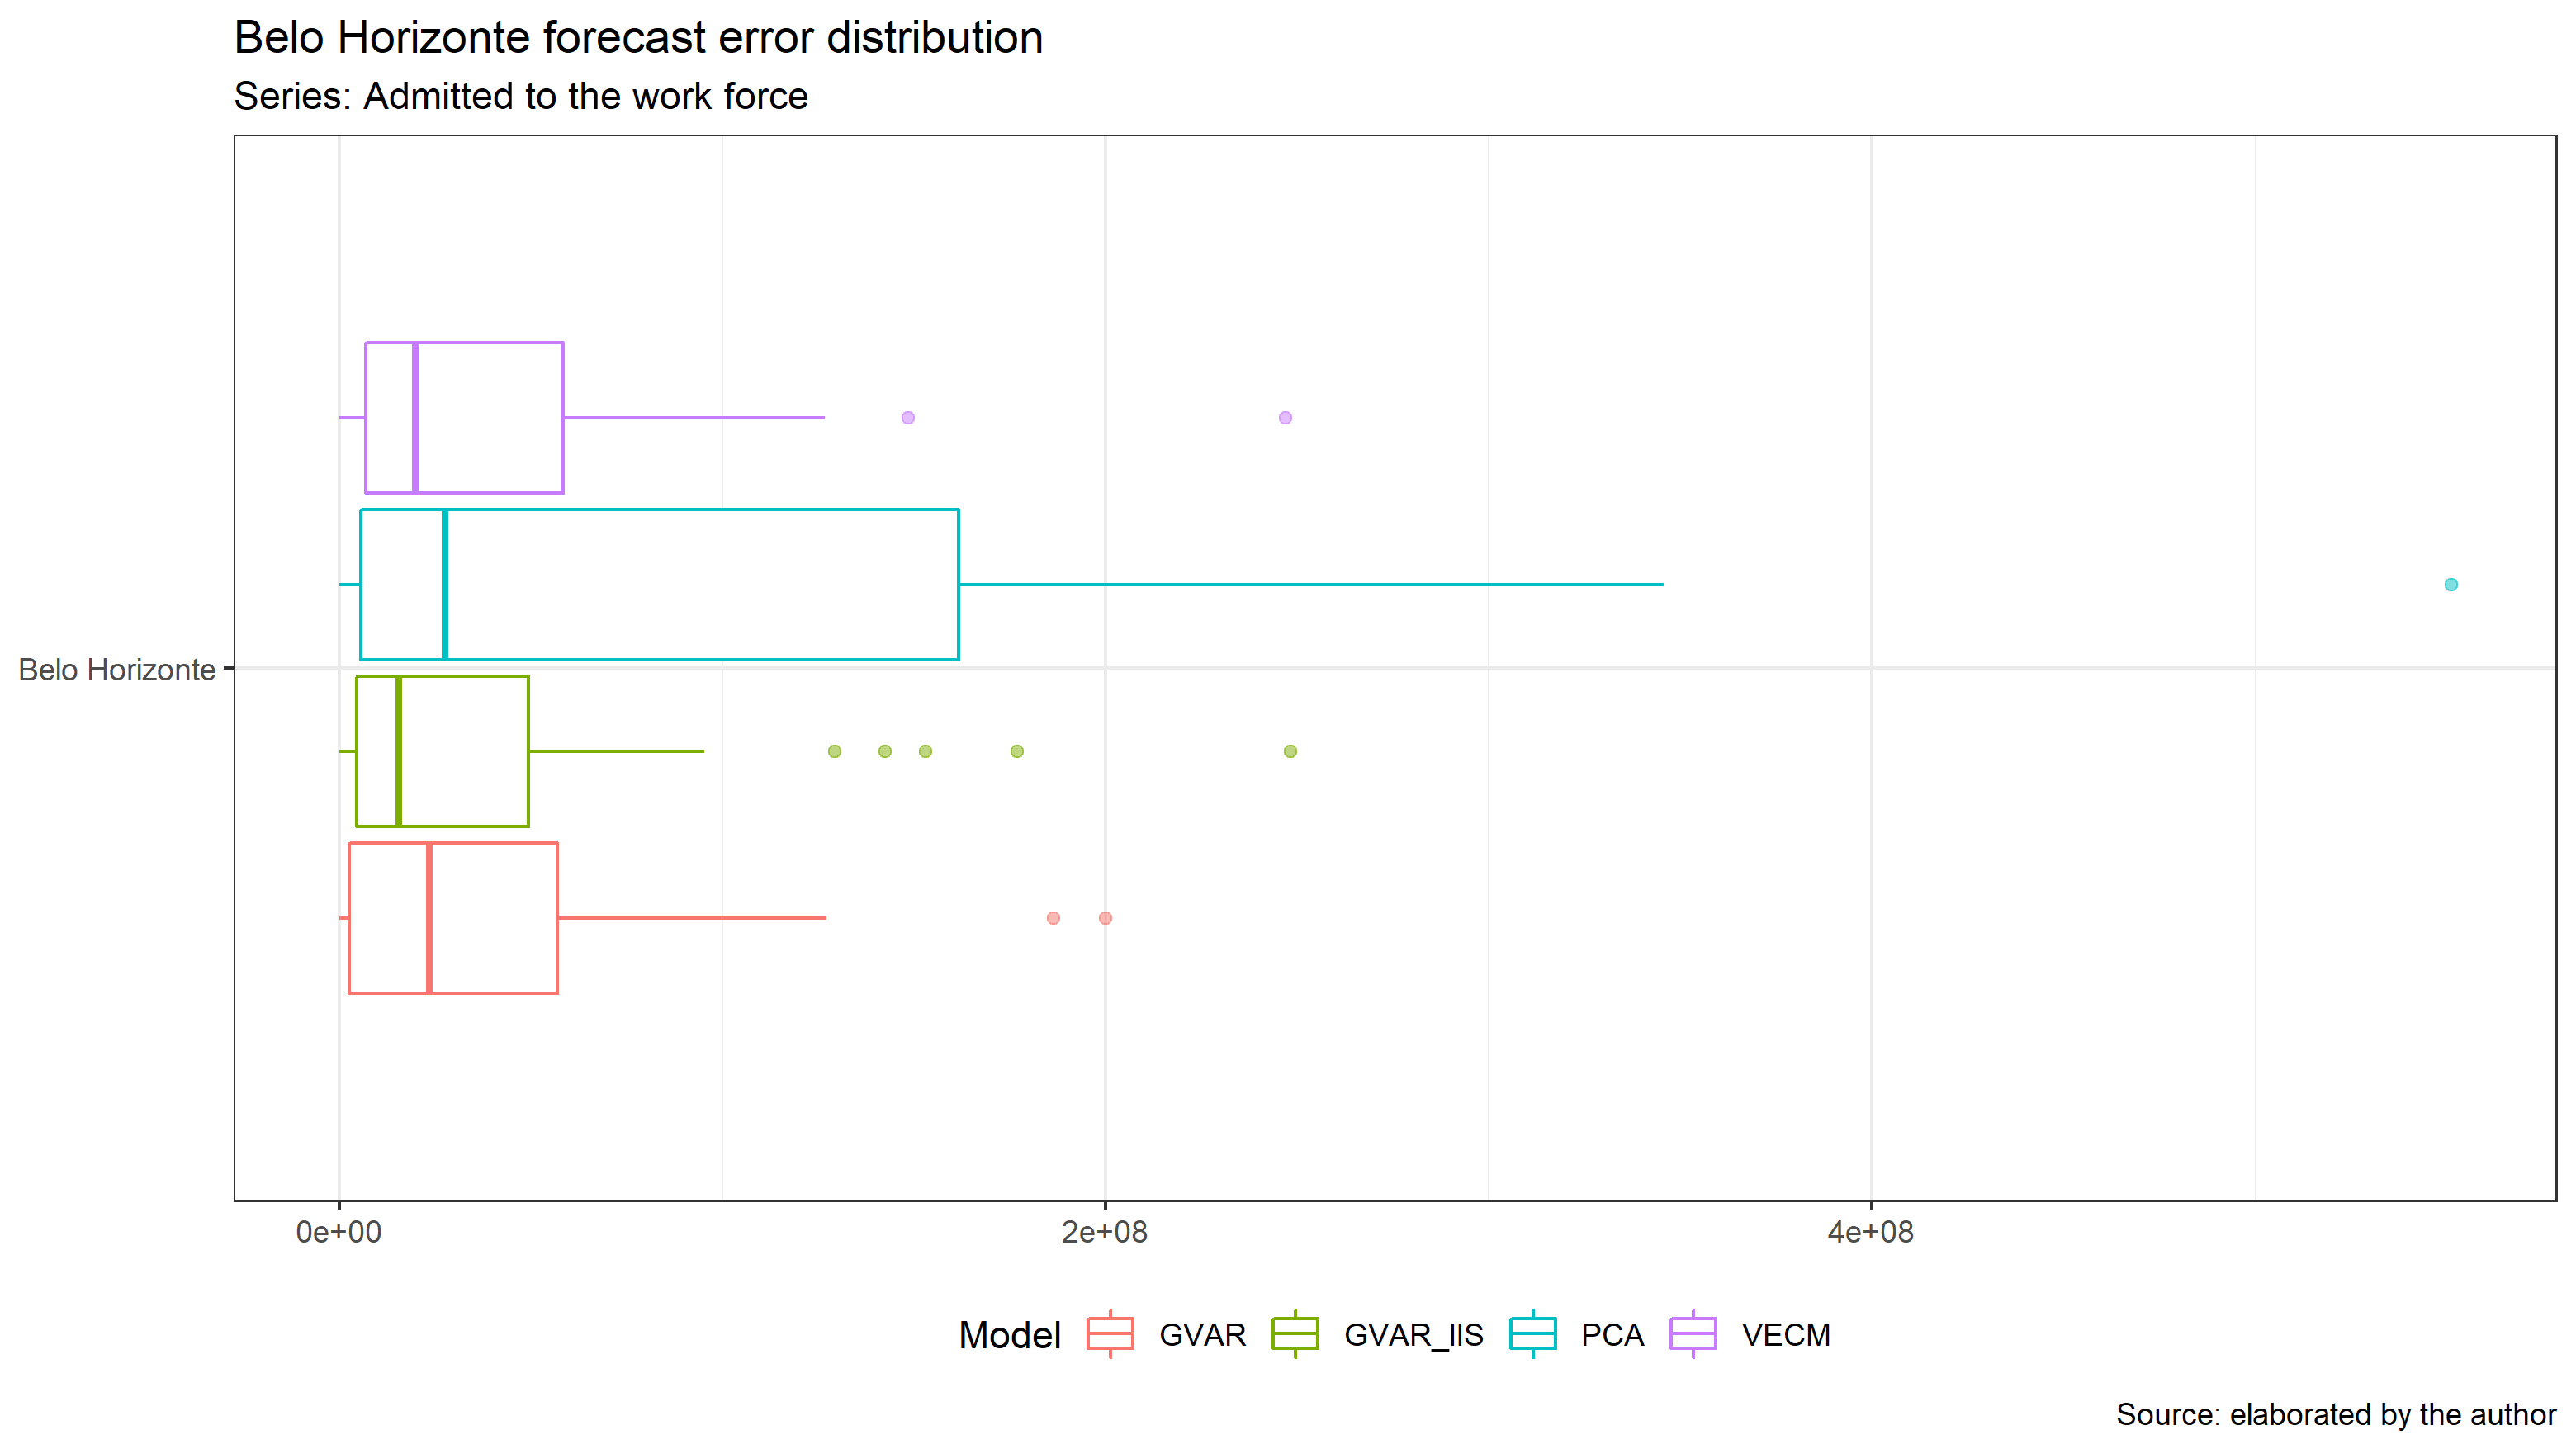 Belo Horizonte forecast error distribution
Series: Admitted to the work force
Belo Horizonte
0e+00 2e+08 4e+08
Model GVAR GVAR_IIS PCA VECM
Source: elaborated by the author